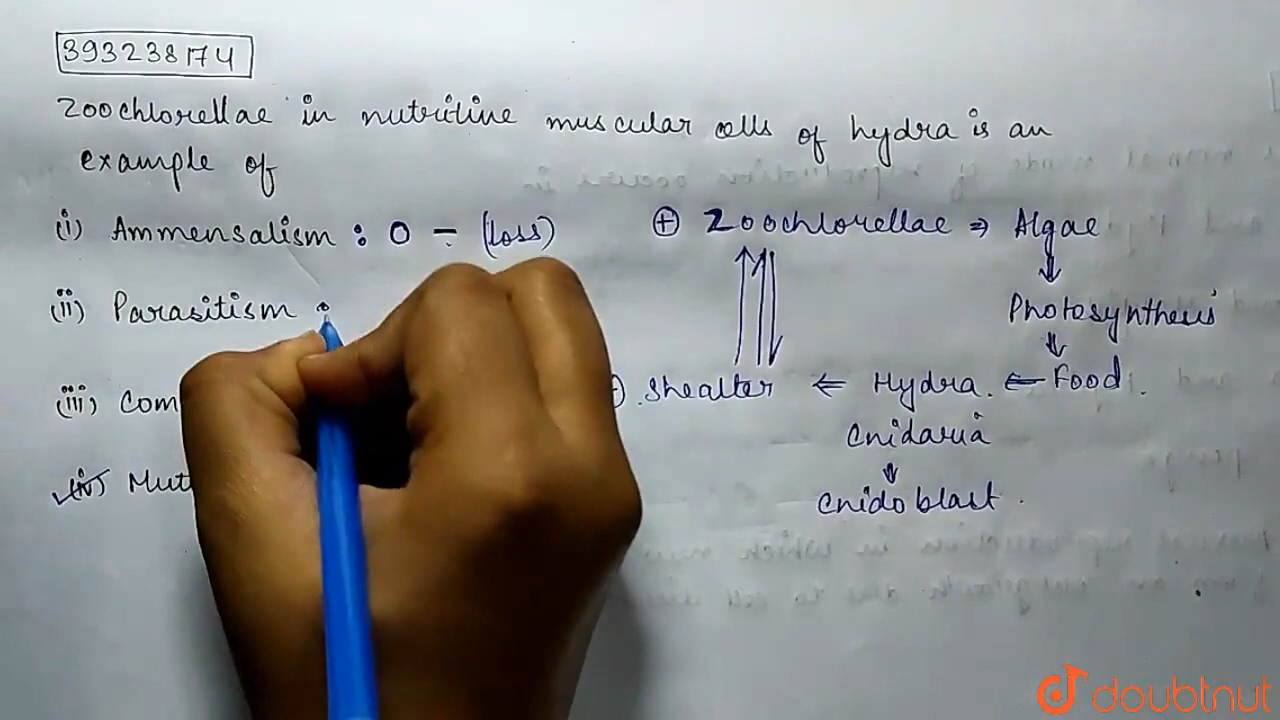 393238174
Zoochlorellae in nutritine muscular cells of hydra is an
example of
(i) Ammensalism : 0 - (loss)
(ii) Parasitism :
(iii) Com
(iv) Mut
⊕ Zoochlorellae ⇒ Algae
Photosynthesis
Shealter ⇐ Hydra. ⇐ Food.
Cnidaria
Cnidoblast.
doubtnut